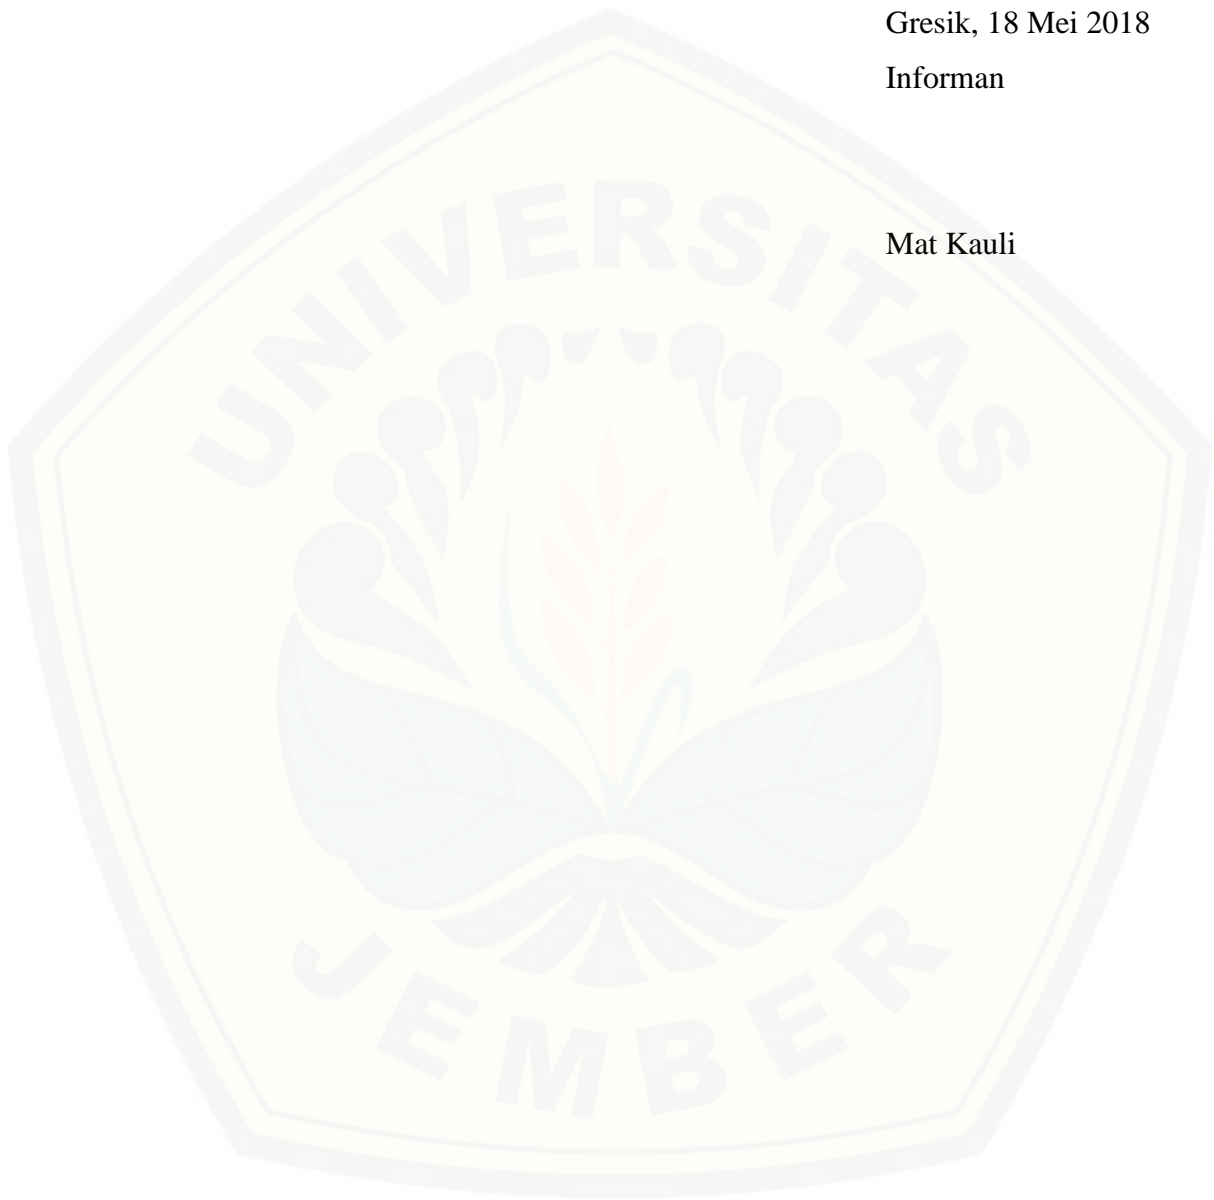 Gresik, 18 Mei 2018
Informan
Mat Kauli
UNIVERSITAS
JEMBER